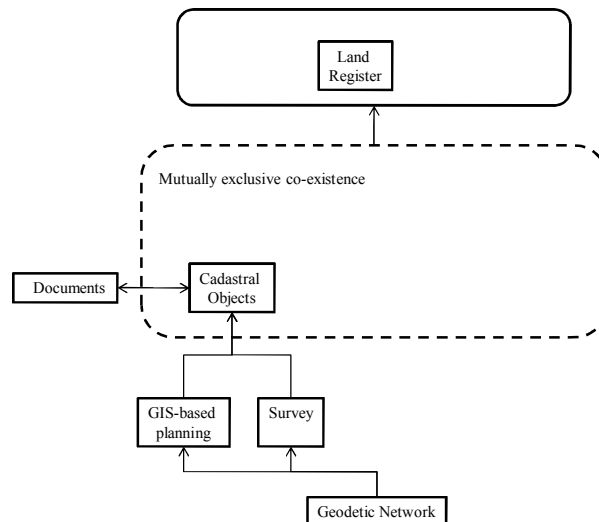 Land
Register
Mutually exclusive co-existence
Documents
Cadastral
Objects
GIS-based
planning
Survey
Geodetic Network